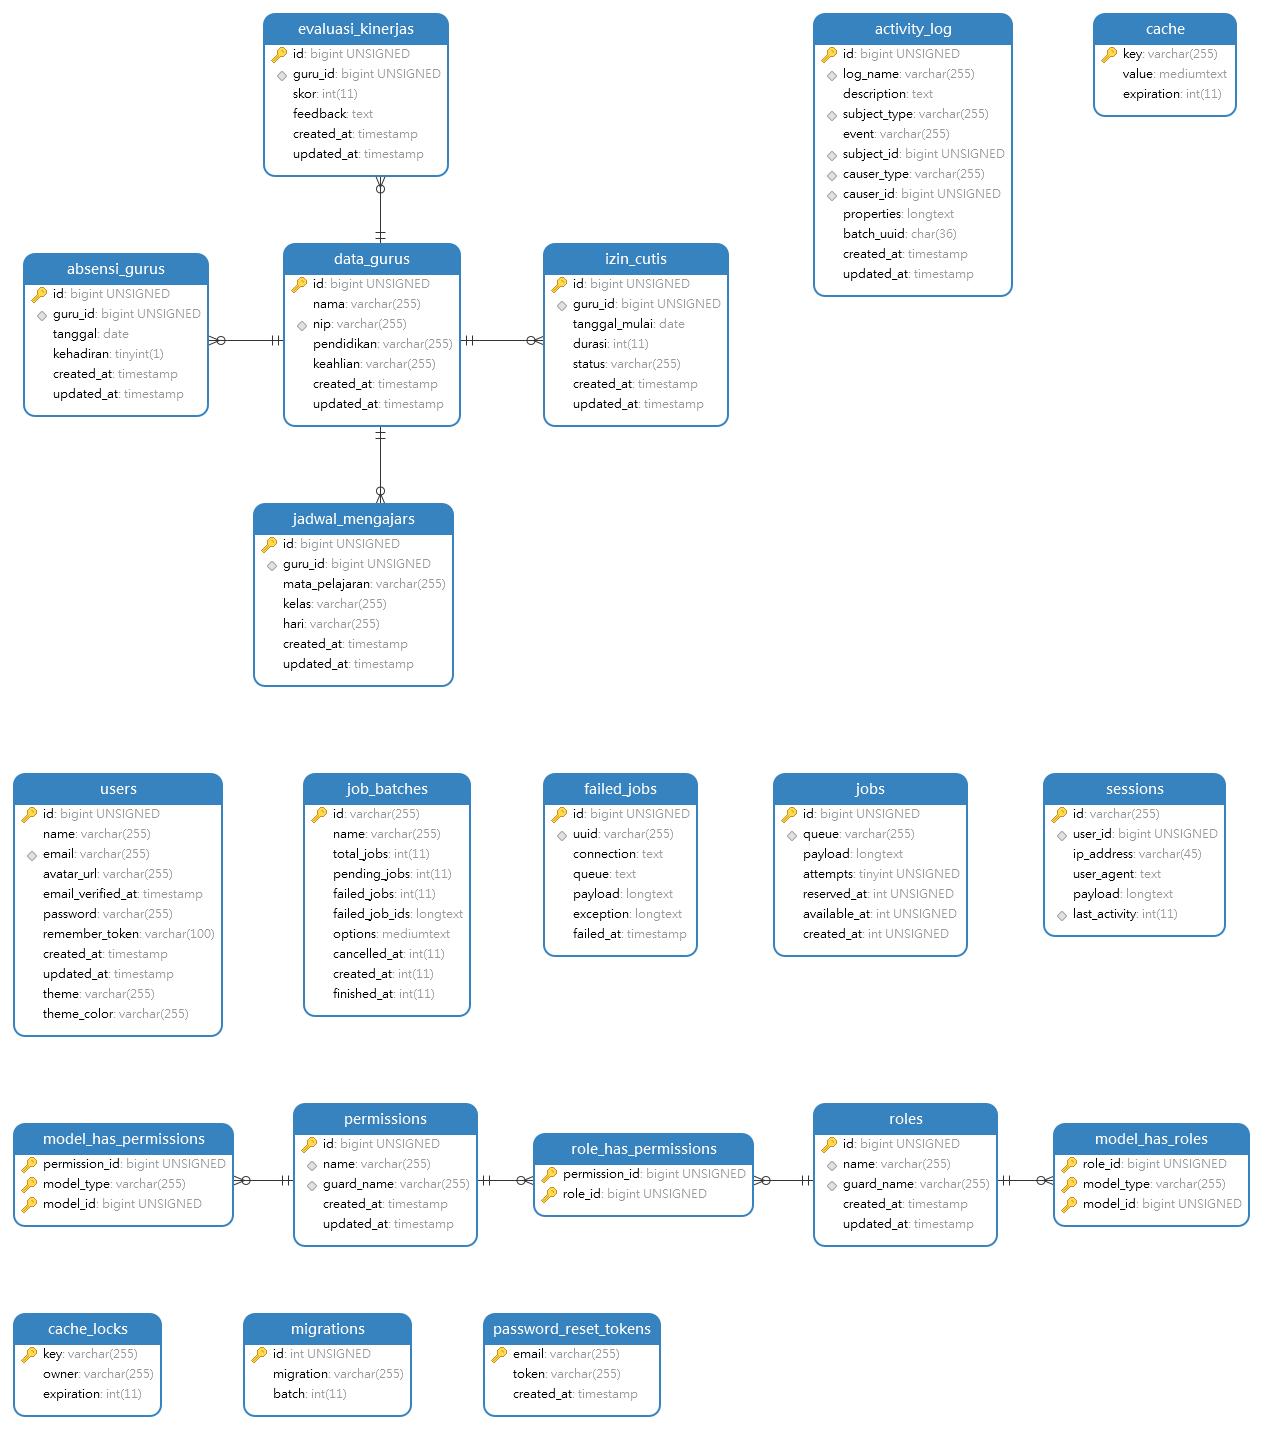 evaluasi_kinerjas
id: bigint UNSIGNED
guru_id: bigint UNSIGNED
skor: int(11)
feedback: text
created_at: timestamp
updated_at: timestamp
activity_log
id: bigint UNSIGNED
log_name: varchar(255)
description: text
subject_type: varchar(255)
event: varchar(255)
subject_id: bigint UNSIGNED
causer_type: varchar(255)
causer_id: bigint UNSIGNED
properties: longtext
batch_uuid: char(36)
created_at: timestamp
updated_at: timestamp
cache
key: varchar(255)
value: mediumtext
expiration: int(11)
absensi_gurus
id: bigint UNSIGNED
guru_id: bigint UNSIGNED
tanggal: date
kehadiran: tinyint(1)
created_at: timestamp
updated_at: timestamp
data_gurus
id: bigint UNSIGNED
nama: varchar(255)
nip: varchar(255)
pendidikan: varchar(255)
keahlian: varchar(255)
created_at: timestamp
updated_at: timestamp
izin_cutis
id: bigint UNSIGNED
guru_id: bigint UNSIGNED
tanggal_mulai: date
durasi: int(11)
status: varchar(255)
created_at: timestamp
updated_at: timestamp
jadwal_mengajars
id: bigint UNSIGNED
guru_id: bigint UNSIGNED
mata_pelajaran: varchar(255)
kelas: varchar(255)
hari: varchar(255)
created_at: timestamp
updated_at: timestamp
users
id: bigint UNSIGNED
name: varchar(255)
email: varchar(255)
avatar_url: varchar(255)
email_verified_at: timestamp
password: varchar(255)
remember_token: varchar(100)
created_at: timestamp
updated_at: timestamp
theme: varchar(255)
theme_color: varchar(255)
job_batches
id: varchar(255)
name: varchar(255)
total_jobs: int(11)
pending_jobs: int(11)
failed_jobs: int(11)
failed_job_ids: longtext
options: mediumtext
cancelled_at: int(11)
created_at: int(11)
finished_at: int(11)
failed_jobs
id: bigint UNSIGNED
uuid: varchar(255)
connection: text
queue: text
payload: longtext
exception: longtext
failed_at: timestamp
jobs
id: bigint UNSIGNED
queue: varchar(255)
payload: longtext
attempts: tinyint UNSIGNED
reserved_at: int UNSIGNED
available_at: int UNSIGNED
created_at: int UNSIGNED
sessions
id: varchar(255)
user_id: bigint UNSIGNED
ip_address: varchar(45)
user_agent: text
payload: longtext
last_activity: int(11)
model_has_permissions
permission_id: bigint UNSIGNED
model_type: varchar(255)
model_id: bigint UNSIGNED
permissions
id: bigint UNSIGNED
name: varchar(255)
guard_name: varchar(255)
created_at: timestamp
updated_at: timestamp
role_has_permissions
permission_id: bigint UNSIGNED
role_id: bigint UNSIGNED
roles
id: bigint UNSIGNED
name: varchar(255)
guard_name: varchar(255)
created_at: timestamp
updated_at: timestamp
model_has_roles
role_id: bigint UNSIGNED
model_type: varchar(255)
model_id: bigint UNSIGNED
cache_locks
key: varchar(255)
owner: varchar(255)
expiration: int(11)
migrations
id: int UNSIGNED
migration: varchar(255)
batch: int(11)
password_reset_tokens
email: varchar(255)
token: varchar(255)
created_at: timestamp